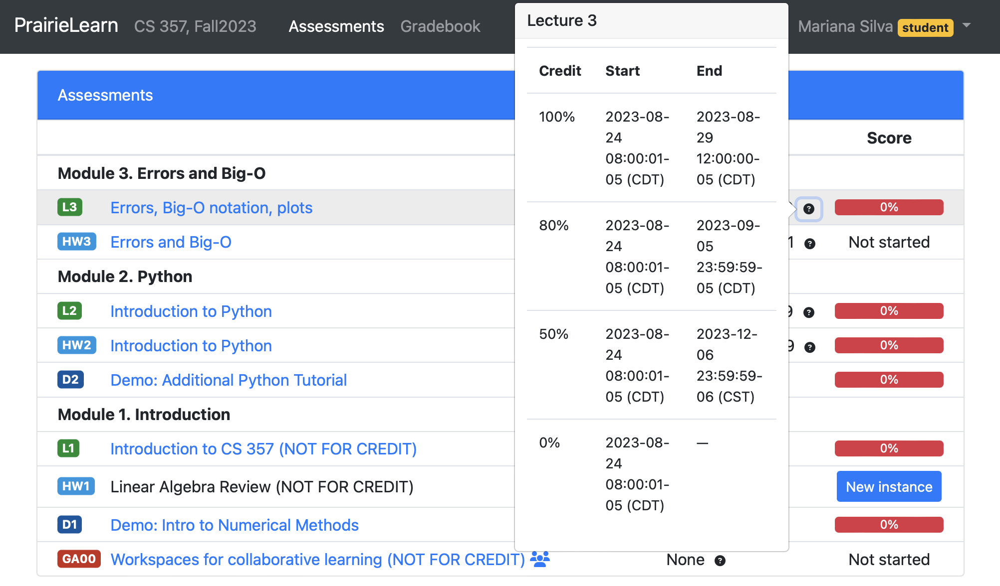 PrairieLearn CS 357, Fall2023 Assessments Gradebook Mariana Silva student
Lecture 3
Credit Start End
100% 2023-08-24 08:00:01-05 (CDT) 2023-08-29 12:00:00-05 (CDT)
80% 2023-08-24 08:00:01-05 (CDT) 2023-09-05 23:59:59-05 (CDT)
50% 2023-08-24 08:00:01-05 (CDT) 2023-12-06 23:59:59-06 (CST)
0% 2023-08-24 08:00:01-05 (CDT) —
Assessments
Score
Module 3. Errors and Big-O
L3 Errors, Big-O notation, plots ? 0%
HW3 Errors and Big-O 1 ? Not started
Module 2. Python
L2 Introduction to Python 9 ? 0%
HW2 Introduction to Python 9 ? 0%
D2 Demo: Additional Python Tutorial 0%
Module 1. Introduction
L1 Introduction to CS 357 (NOT FOR CREDIT) 0%
HW1 Linear Algebra Review (NOT FOR CREDIT) New instance
D1 Demo: Intro to Numerical Methods 0%
GA00 Workspaces for collaborative learning (NOT FOR CREDIT) None ? Not started